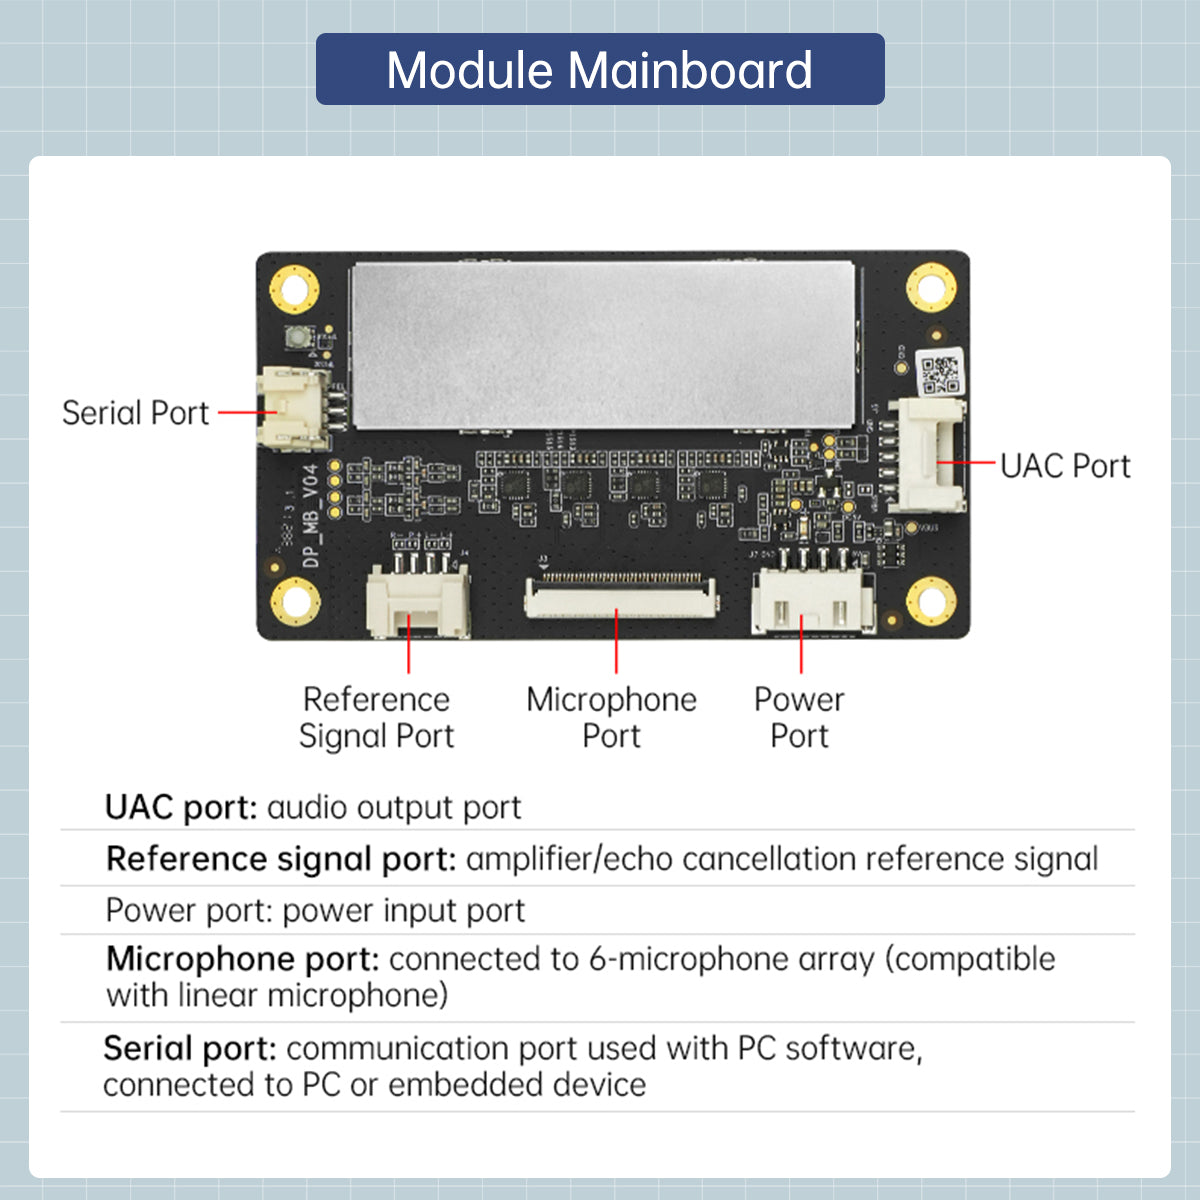 Module Mainboard
Serial Port
UAC Port
DP_MB_V04
J3
J7
J4
Reference
Signal Port
Microphone
Port
Power
Port
UAC port: audio output port
Reference signal port: amplifier/echo cancellation reference signal
Power port: power input port
Microphone port: connected to 6-microphone array (compatible
with linear microphone)
Serial port: communication port used with PC software,
connected to PC or embedded device